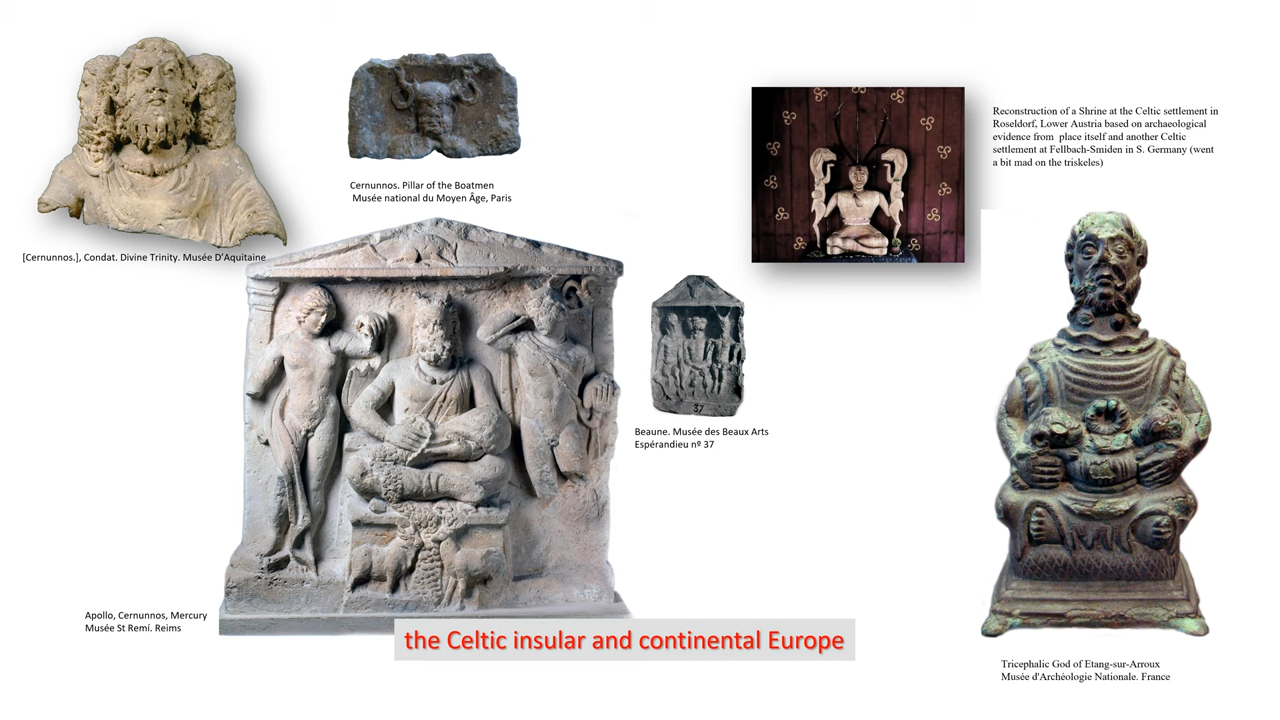 Reconstruction of a Shrine at the Celtic settlement in
Roseldorf, Lower Austria based on archaeological
evidence from  place itself and another Celtic
settlement at Fellbach-Smiden in S. Germany (went
a bit mad on the triskeles)
Cernunnos. Pillar of the Boatmen
Musée national du Moyen Âge, Paris
[Cernunnos.], Condat. Divine Trinity. Musée D’Aquitaine
37
Beaune. Musée des Beaux Arts
Espérandieu nº 37
Apollo, Cernunnos, Mercury
Musée St Remí. Reims
the Celtic insular and continental Europe
Tricephalic God of Etang-sur-Arroux
Musée d'Archéologie Nationale. France